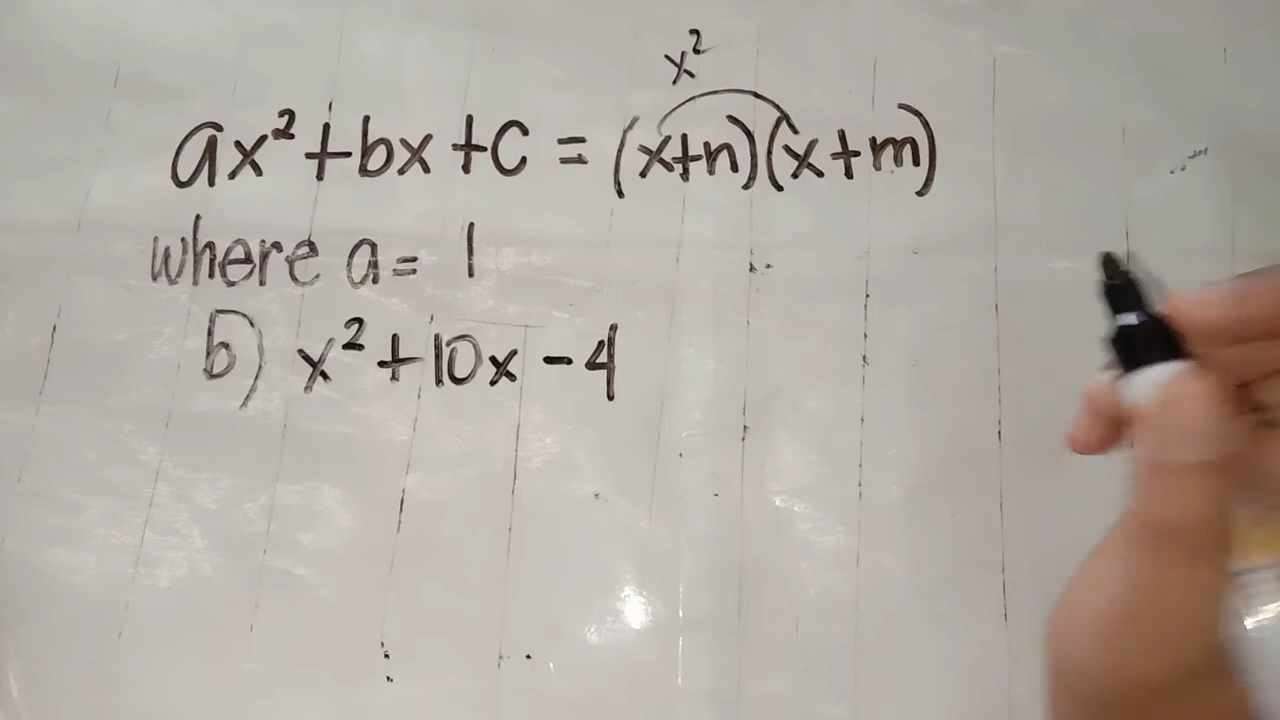 x²
ax²+bx+c = (x+n)(x+m)
where a= 1
b) x²+10x-4